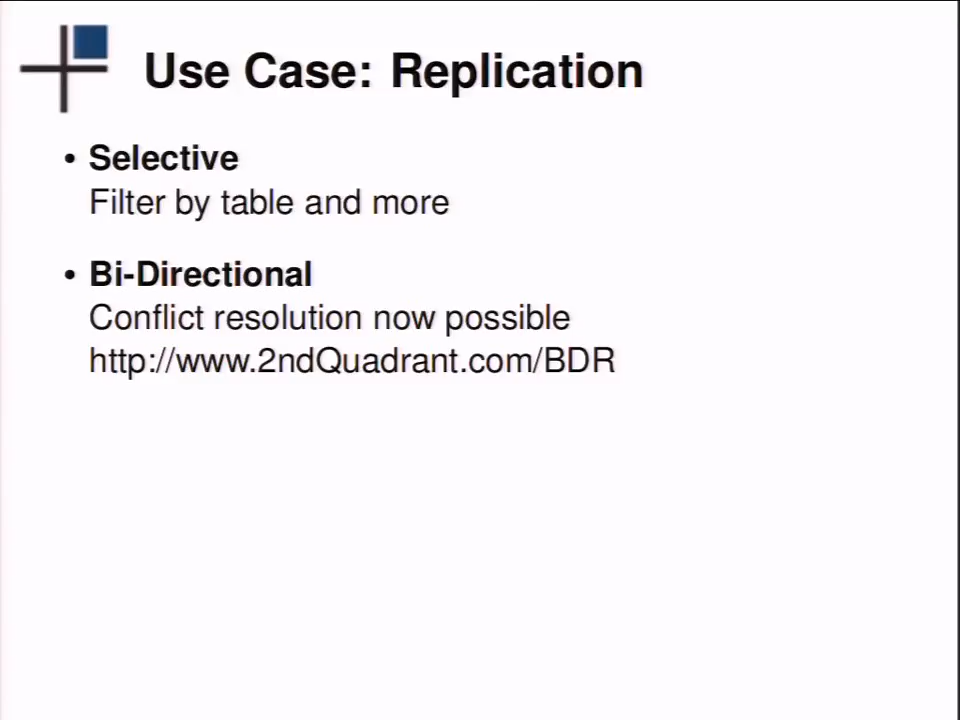 Use Case: Replication
• Selective
Filter by table and more
• Bi-Directional
Conflict resolution now possible
http://www.2ndQuadrant.com/BDR